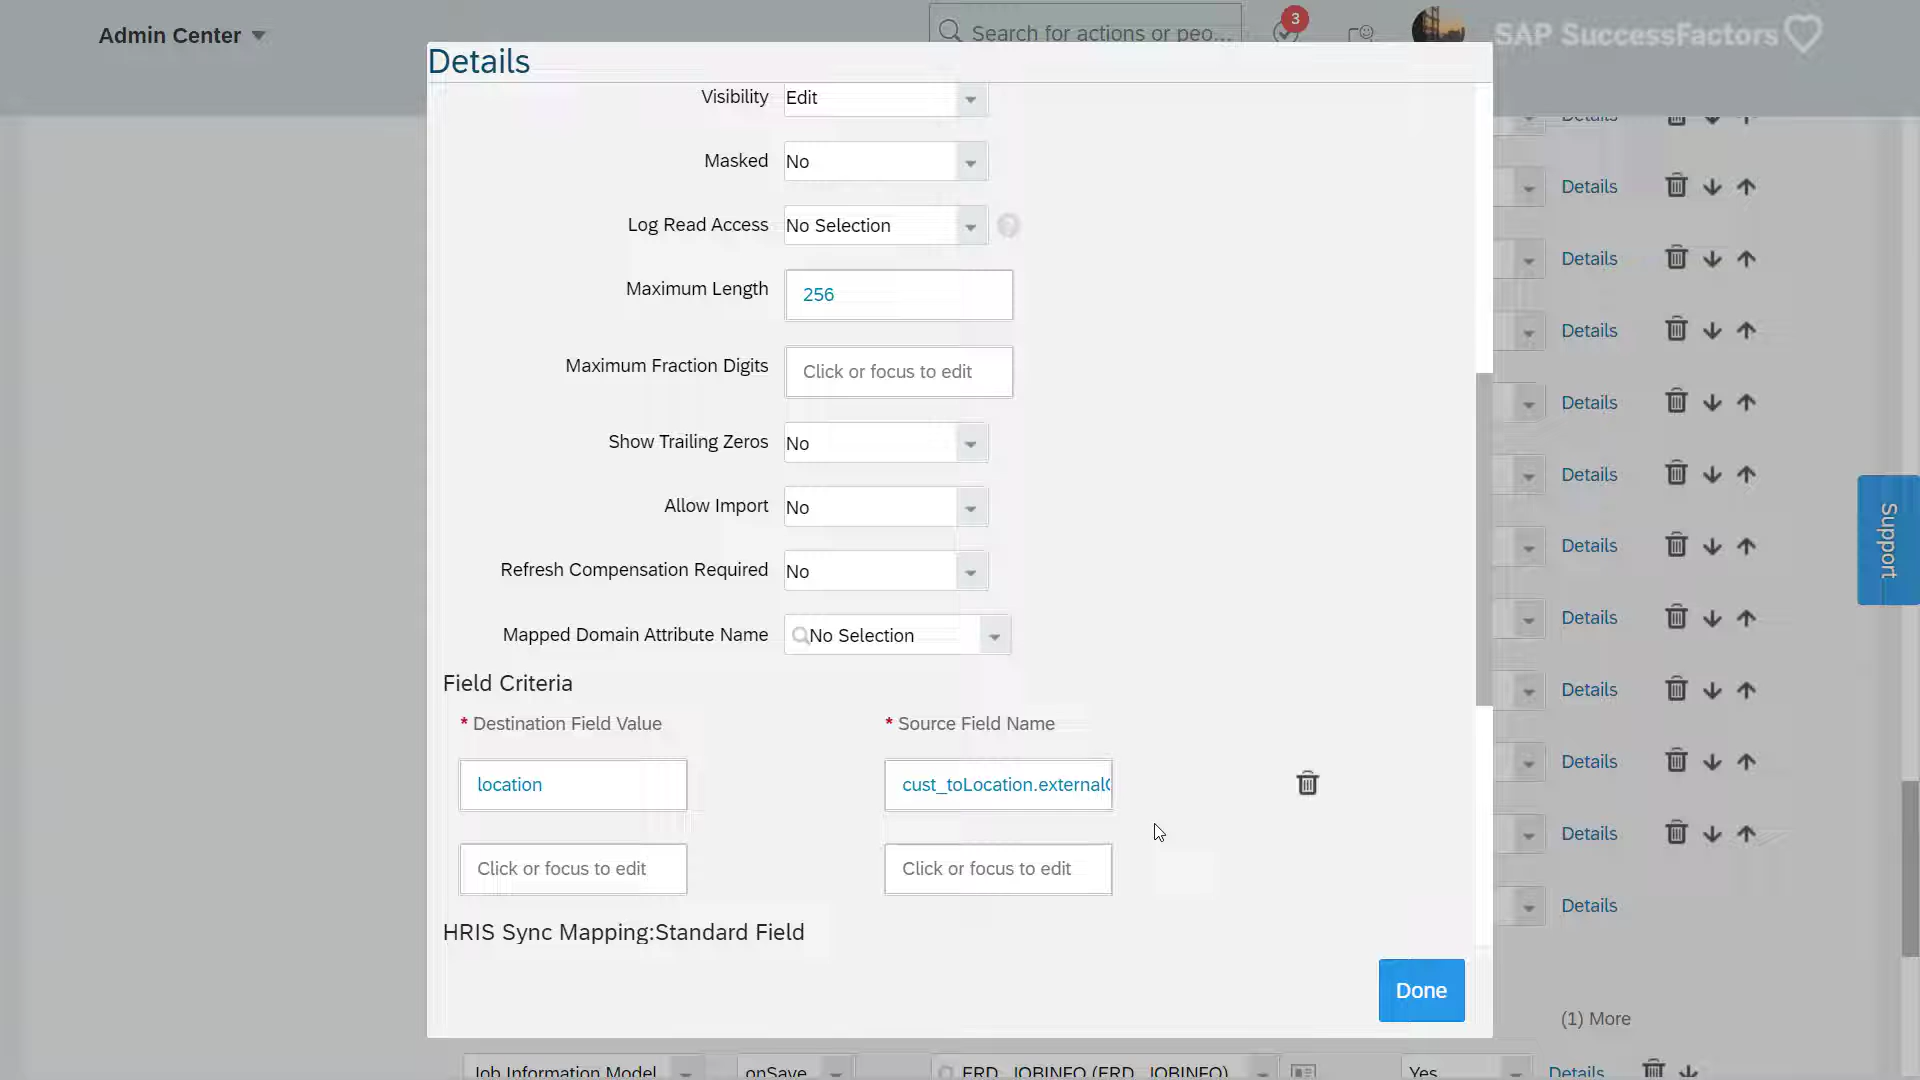 Admin Center
Search for actions or peo...
3
SAP SuccessFactors
Details
Visibility Edit
Masked No
Log Read Access No Selection
Maximum Length 256
Maximum Fraction Digits Click or focus to edit
Show Trailing Zeros No
Allow Import No
Refresh Compensation Required No
Mapped Domain Attribute Name No Selection
Field Criteria
* Destination Field Value * Source Field Name
location cust_toLocation.external
Click or focus to edit Click or focus to edit
HRIS Sync Mapping:Standard Field
Done
Details
Details
Details
Details
Details
Details
Details
Details
Details
Details
Details
Details
Support
(1) More
Job Information Model onSave ERD_JOBINFO (ERD_JOBINFO) Yes Details